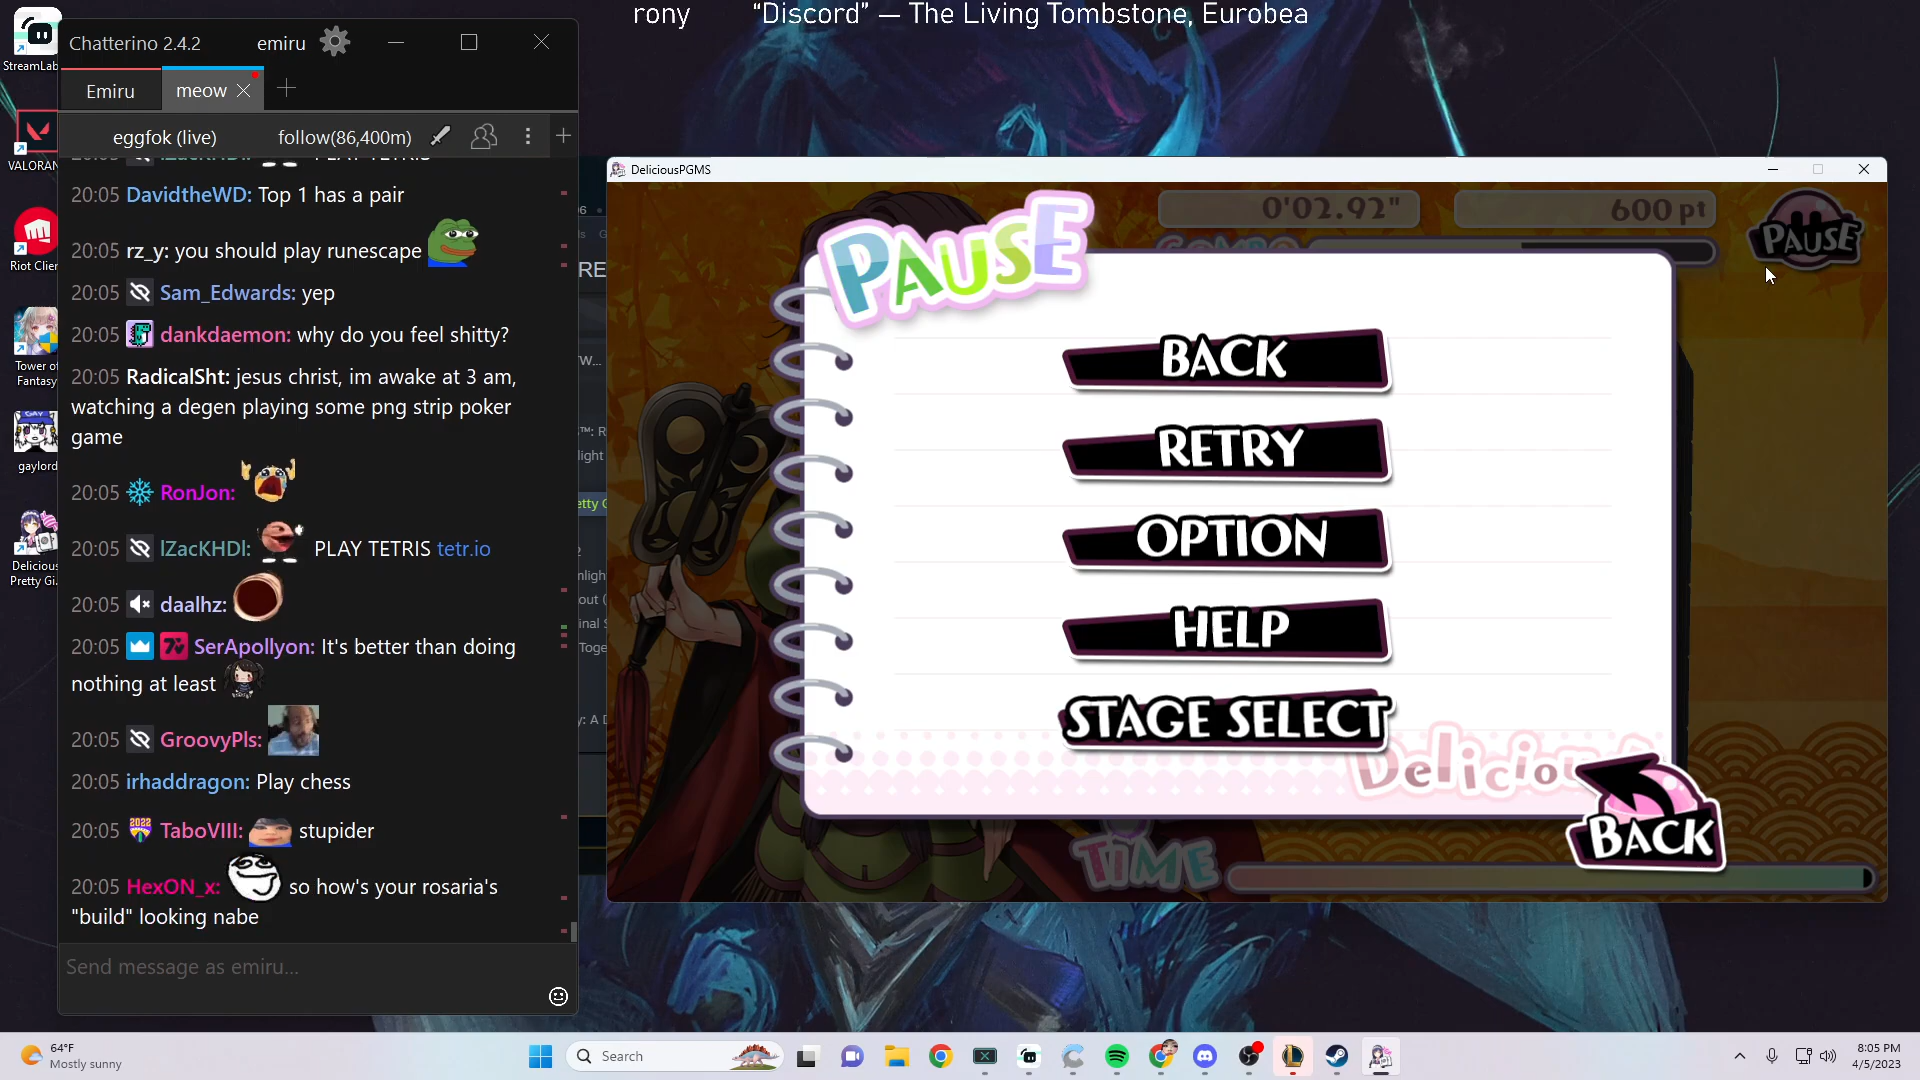 rony "Discord" — The Living Tombstone, Eurobea
StreamLab
VALORAN
Riot Clien
Tower of
Fantasy
gaylord
Delicious
Pretty Gi...
Chatterino 2.4.2 emiru
Emiru meow
eggfok (live) follow(86,400m)
20:05 DavidtheWD: Top 1 has a pair
20:05 rz_y: you should play runescape
20:05 Sam_Edwards: yep
20:05 dankdaemon: why do you feel shitty?
20:05 RadicalSht: jesus christ, im awake at 3 am,
watching a degen playing some png strip poker
game
20:05 RonJon:
20:05 lZacKHDl: PLAY TETRIS tetr.io
20:05 daalhz:
20:05 SerApollyon: It's better than doing
nothing at least
20:05 GroovyPls:
20:05 irhaddragon: Play chess
20:05 TaboVIII: stupider
20:05 HexON_x: so how's your rosaria's
"build" looking nabe
Send message as emiru...
DeliciousPGMS
0'02.92" 600 pt
COMBO
PAUSE
PAUSE
BACK
RETRY
OPTION
HELP
STAGE SELECT
Deliciou
BACK
TIME
64°F
Mostly sunny
Search
8:05 PM
4/5/2023